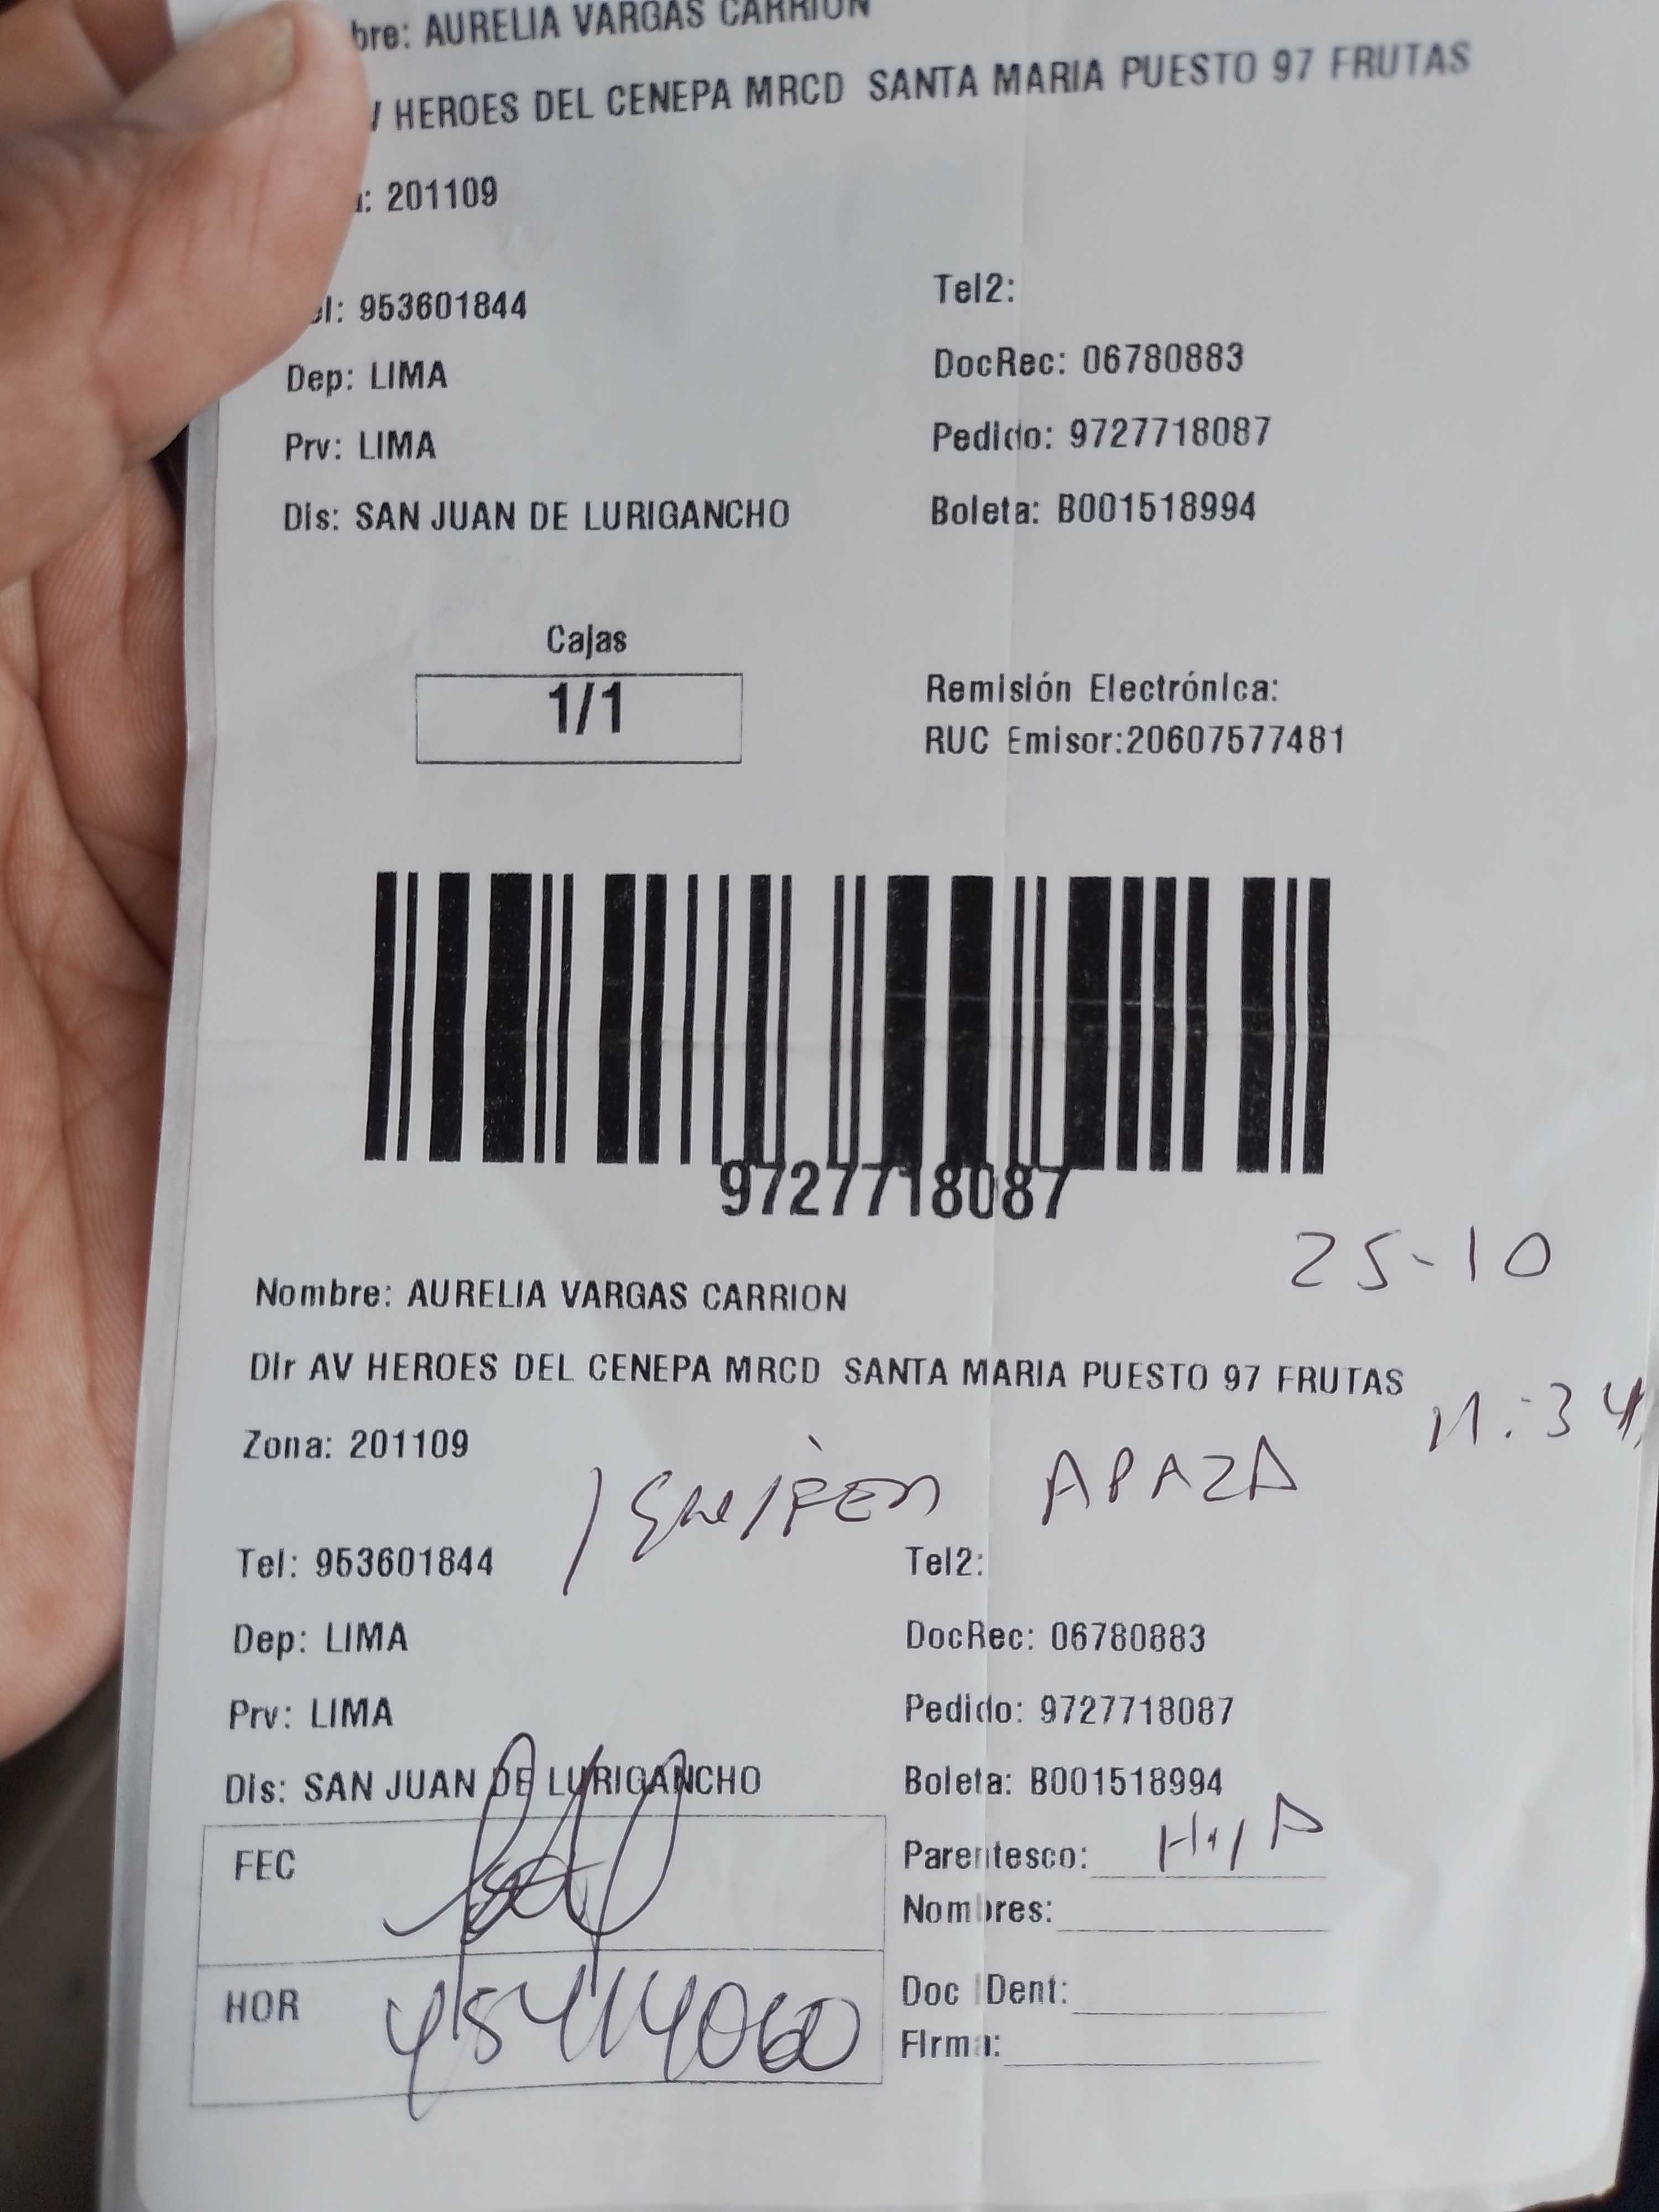 bre: AURELIA VARGAS CARRION
V HEROES DEL CENEPA MRCD SANTA MARIA PUESTO 97 FRUTAS
: 201109
el: 953601844
Tel2:
Dep: LIMA
DocRec: 06780883
Prv: LIMA
Pedido: 9727718087
Dis: SAN JUAN DE LURIGANCHO
Boleta: B001518994
Cajas
1/1
Remisión Electrónica:
RUC Emisor:20607577481
9727718087
25-10
Nombre: AURELIA VARGAS CARRION
Dir AV HEROES DEL CENEPA MRCD SANTA MARIA PUESTO 97 FRUTAS
11:34
Zona: 201109
APAZA
Tel: 953601844
Tel2:
Dep: LIMA
DocRec: 06780883
Prv: LIMA
Pedido: 9727718087
Dis: SAN JUAN DE LURIGANCHO
Boleta: B001518994
FEC
Parentesco: HIJA
Nombres:
HOR
Doc IDent:
Firma: